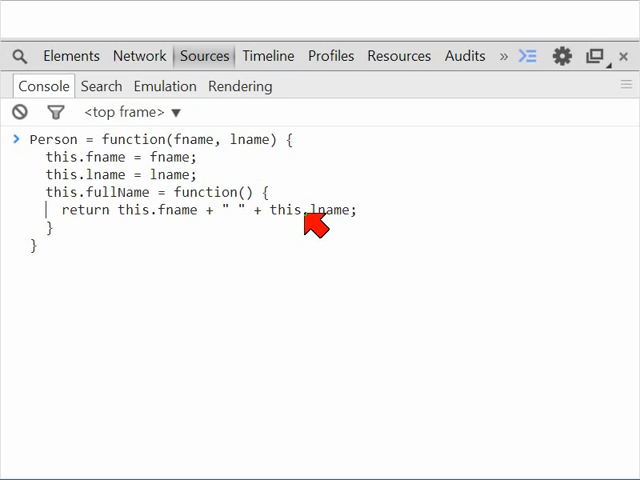 Elements Network Sources Timeline Profiles Resources Audits »
Console Search Emulation Rendering
<top frame> ▼
> Person = function(fname, lname) {
this.fname = fname;
this.lname = lname;
this.fullName = function() {
return this.fname + " " + this.lname;
}
}